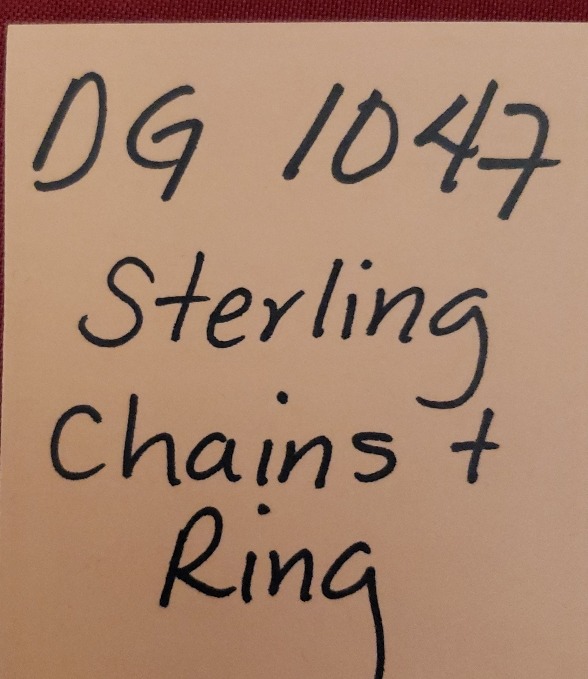 DG 1047
Sterling
Chains +
Ring